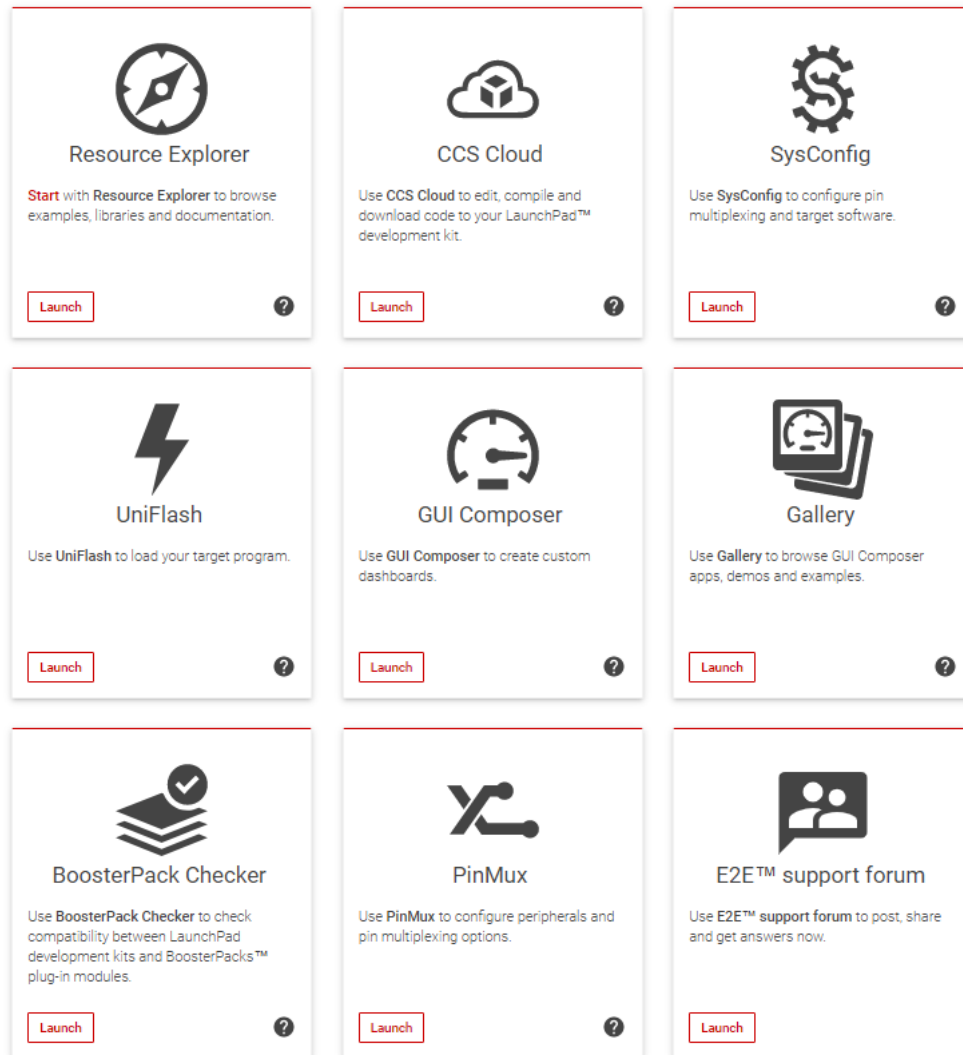 Resource Explorer
Start with Resource Explorer to browse
examples, libraries and documentation.
Launch
?
CCS Cloud
Use CCS Cloud to edit, compile and
download code to your LaunchPad™
development kit.
Launch
?
SysConfig
Use SysConfig to configure pin
multiplexing and target software.
Launch
?
UniFlash
Use UniFlash to load your target program.
Launch
?
GUI Composer
Use GUI Composer to create custom
dashboards.
Launch
?
Gallery
Use Gallery to browse GUI Composer
apps, demos and examples.
Launch
?
BoosterPack Checker
Use BoosterPack Checker to check
compatibility between LaunchPad
development kits and BoosterPacks™
plug-in modules.
Launch
?
PinMux
Use PinMux to configure peripherals and
pin multiplexing options.
Launch
?
E2E™ support forum
Use E2E™ support forum to post, share
and get answers now.
Launch